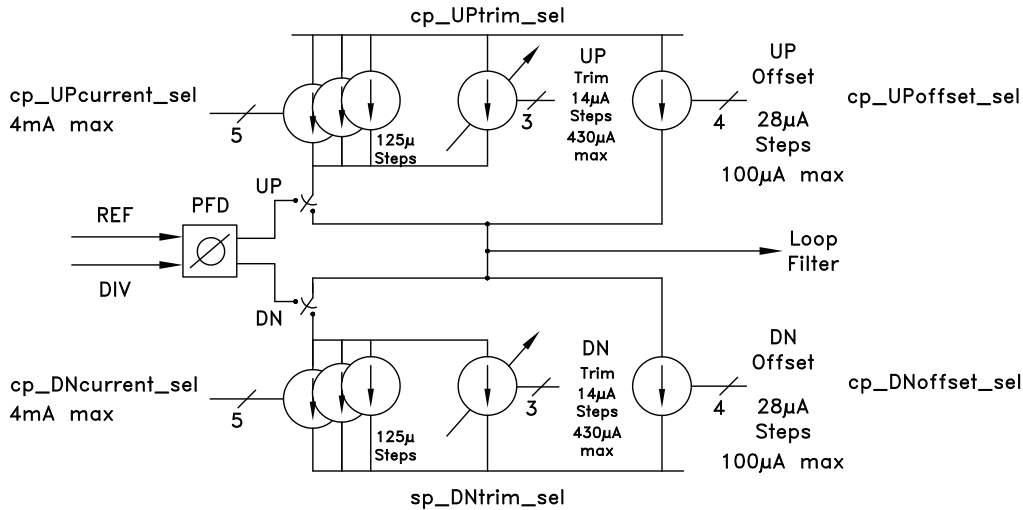 cp_UPtrim_sel
cp_UPcurrent_sel
4mA max
5
125µ
Steps
3
UP
Trim
14µA
Steps
430µA
max
4
UP
Offset
28µA
Steps
100µA max
cp_UPoffset_sel
UP
PFD
REF
DIV
Ø
DN
Loop
Filter
cp_DNcurrent_sel
4mA max
5
125µ
Steps
3
DN
Trim
14µA
Steps
430µA
max
4
DN
Offset
28µA
Steps
100µA max
cp_DNoffset_sel
sp_DNtrim_sel